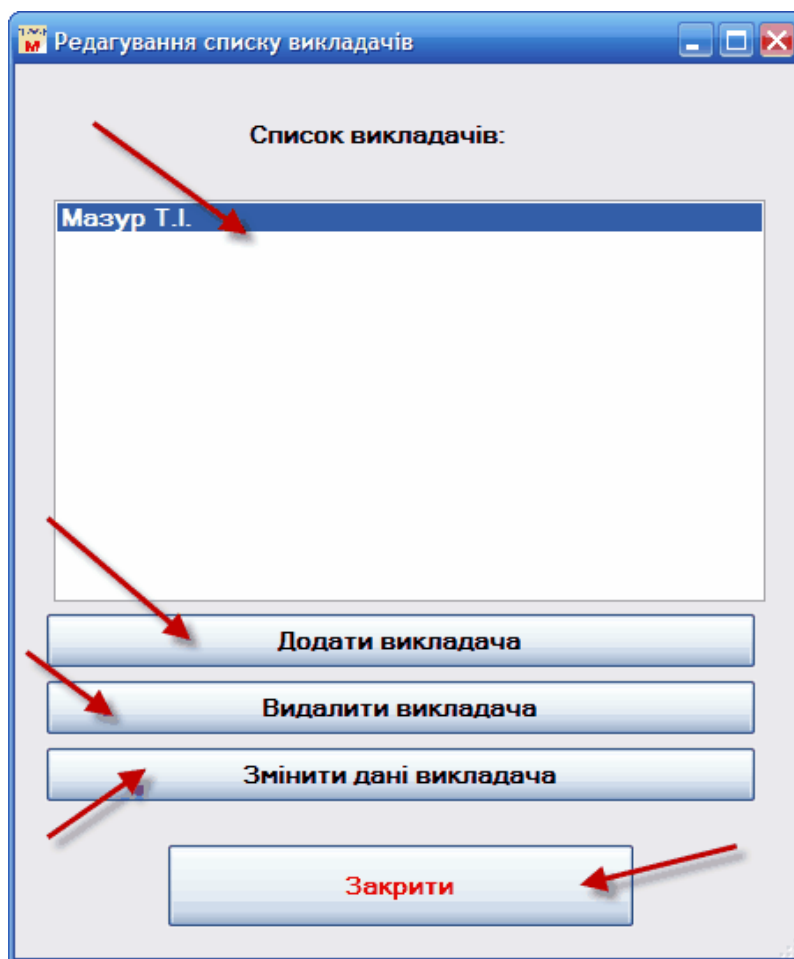 Редагування списку викладачів
Список викладачів:
Мазур Т.І.
Додати викладача
Видалити викладача
Змінити дані викладача
Закрити